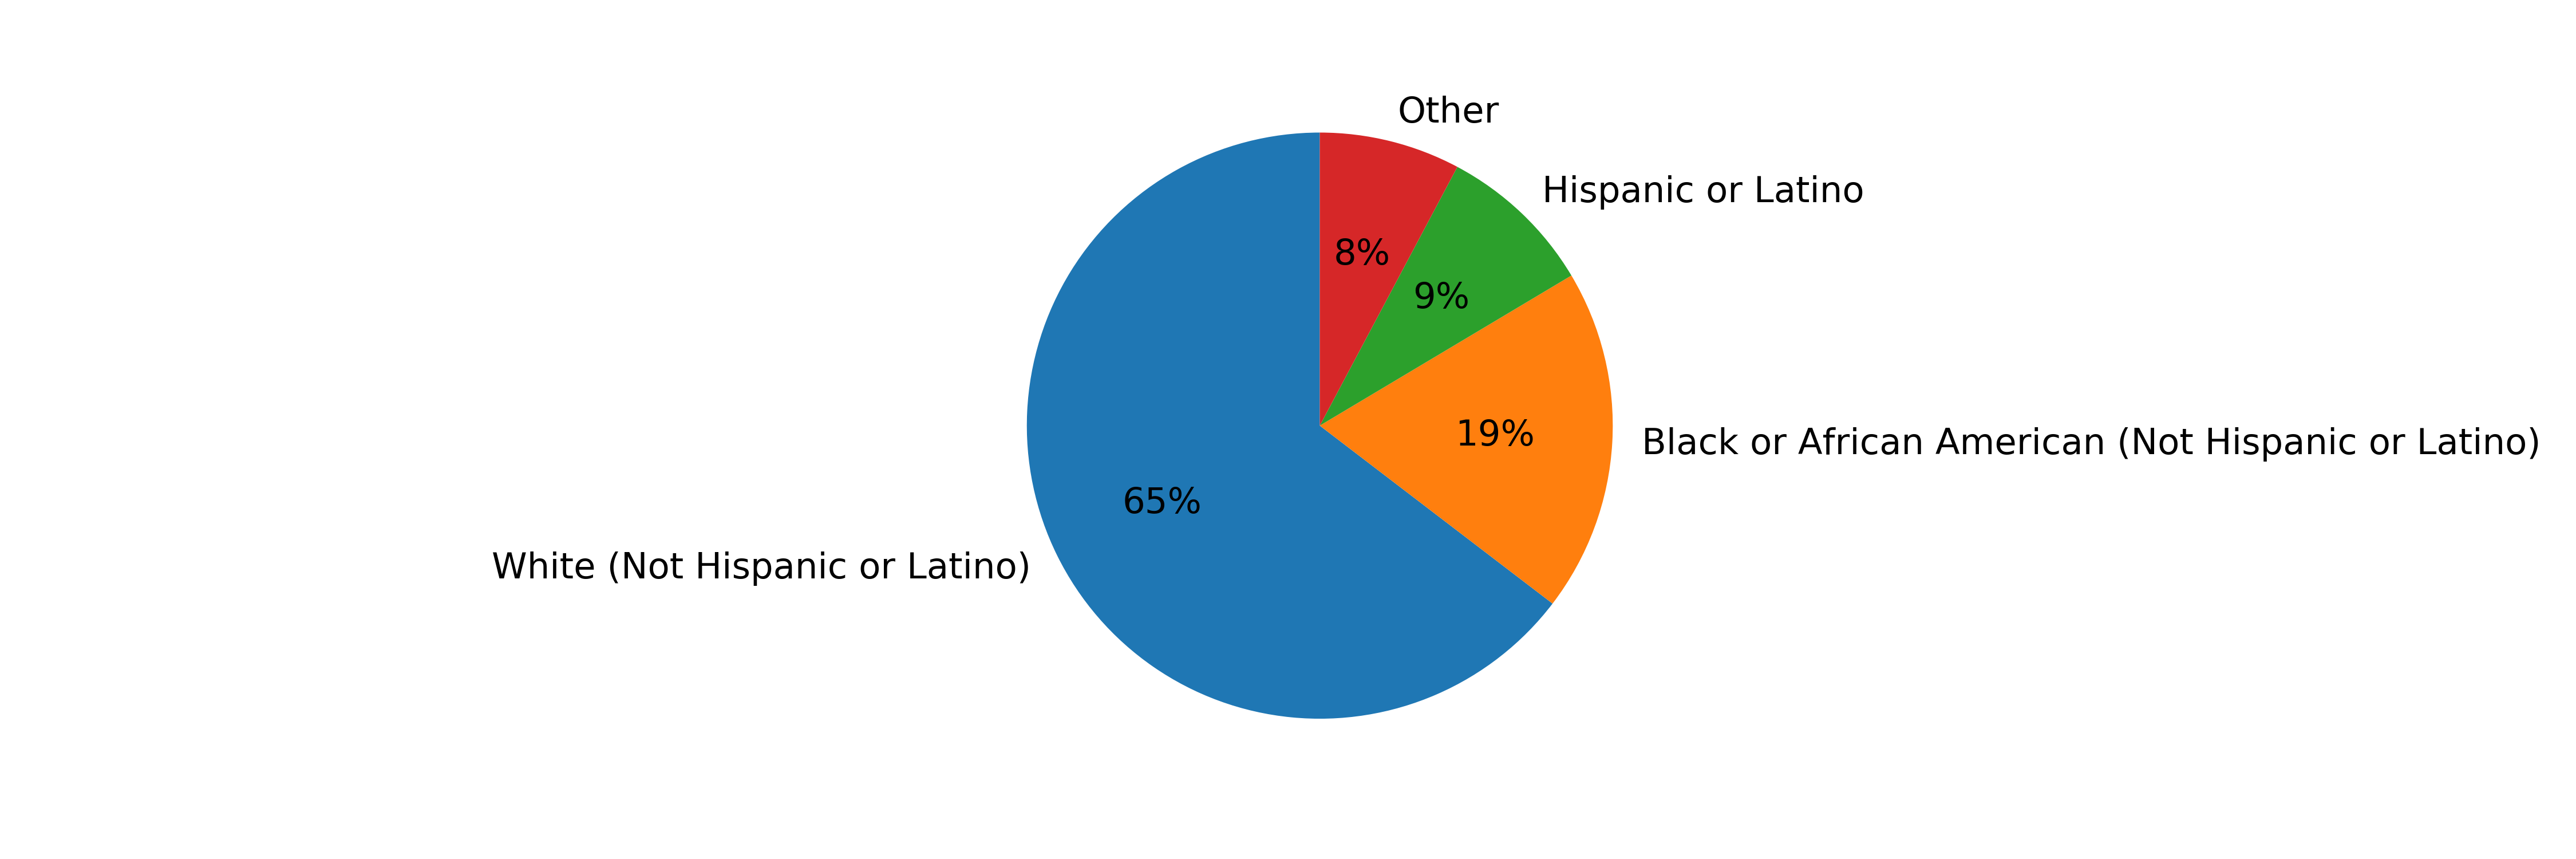 Other
Hispanic or Latino
8%
9%
19%
Black or African American (Not Hispanic or Latino)
65%
White (Not Hispanic or Latino)